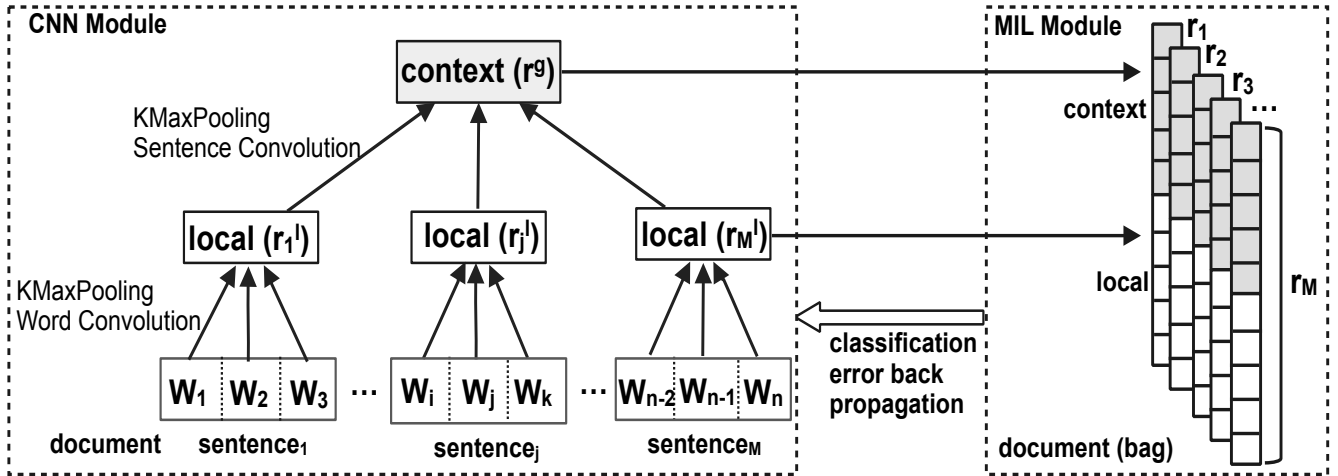 CNN Module
MIL Module
context (r^g)
r_1
r_2
r_3
...
KMaxPooling
Sentence Convolution
context
local (r_1^l)
local (r_j^l)
local (r_M^l)
local
r_M
KMaxPooling
Word Convolution
classification
error back
propagation
W_1 W_2 W_3 ... W_i W_j W_k ... W_n-2 W_n-1 W_n
document sentence_1 sentence_j sentence_M
document (bag)